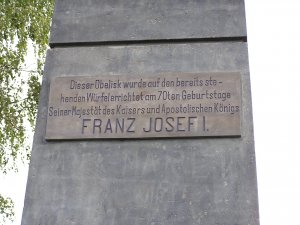 Dieser Obelisk wurde auf den bereits ste-
henden Würfel errichtet am 70ten Geburtstage
Seiner Majestät des Kaisers und Apostolischen Königs
FRANZ JOSEF I.